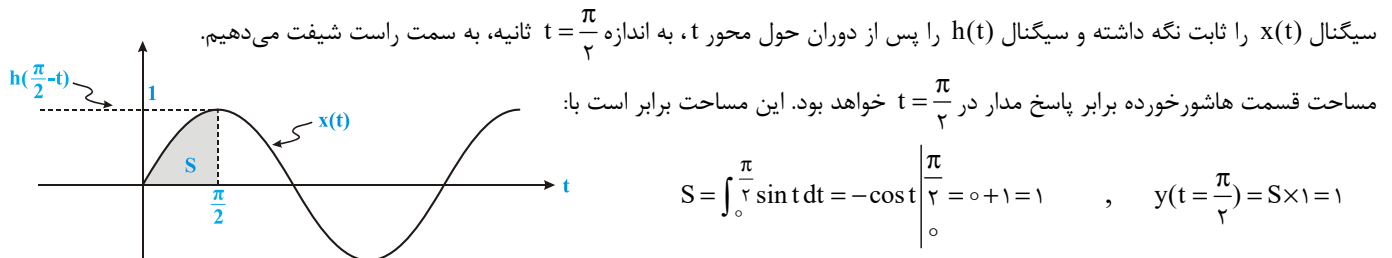 سیگنال x(t) را ثابت نگه داشته و سیگنال h(t) را پس از دوران حول محور t، به اندازه t = π/۲ ثانیه، به سمت راست شیفت می‌دهیم.
مساحت قسمت هاشورخورده برابر پاسخ مدار در t = π/۲ خواهد بود. این مساحت برابر است با:
S = ∫_۰^{π/۲} sin t dt = −cos t |_۰^{π/۲} = ۰ + ۱ = ۱ , y(t = π/۲) = S × ۱ = ۱
h(π/2-t)
1
x(t)
S
π/2
t